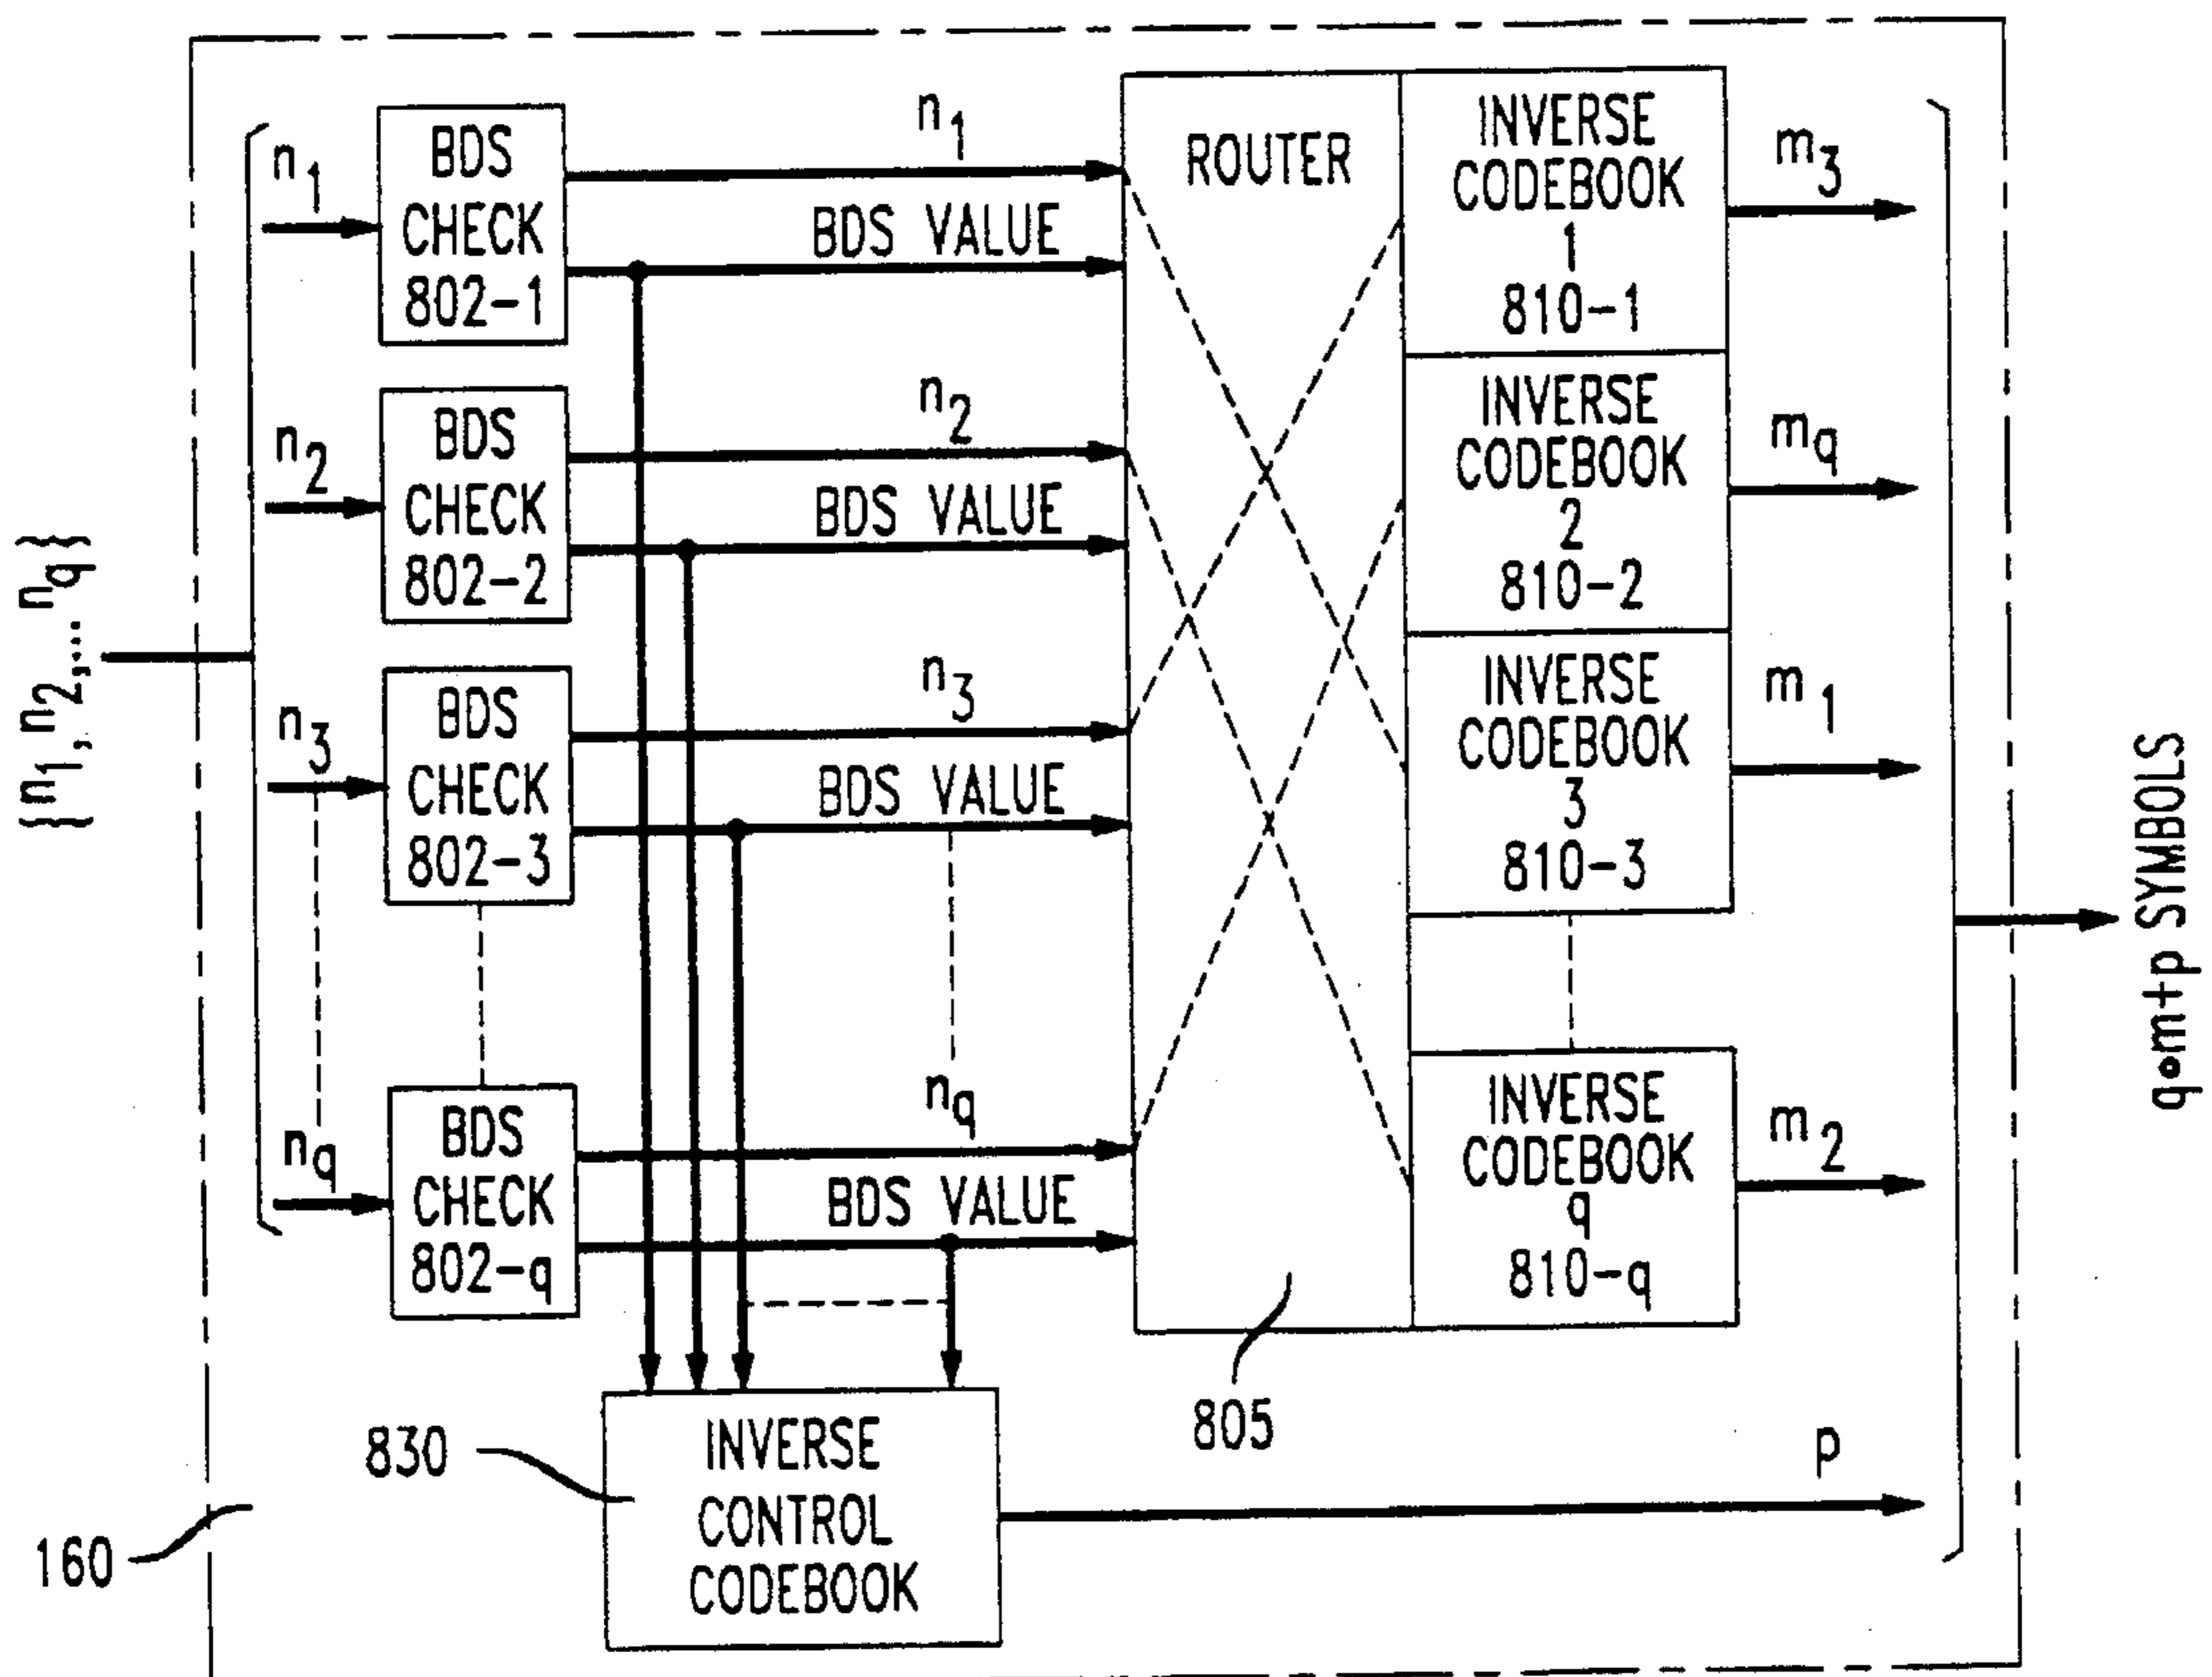 {n1, n2,... nq}
n1
BDS
CHECK
802-1
n1
BDS VALUE
n2
BDS
CHECK
802-2
n2
BDS VALUE
n3
BDS
CHECK
802-3
n3
BDS VALUE
nq
BDS
CHECK
802-q
nq
BDS VALUE
ROUTER
805
INVERSE
CODEBOOK
1
810-1
m3
INVERSE
CODEBOOK
2
810-2
mq
INVERSE
CODEBOOK
3
810-3
m1
INVERSE
CODEBOOK
q
810-q
m2
830
INVERSE
CONTROL
CODEBOOK
p
160
q•m+p SYMBOLS